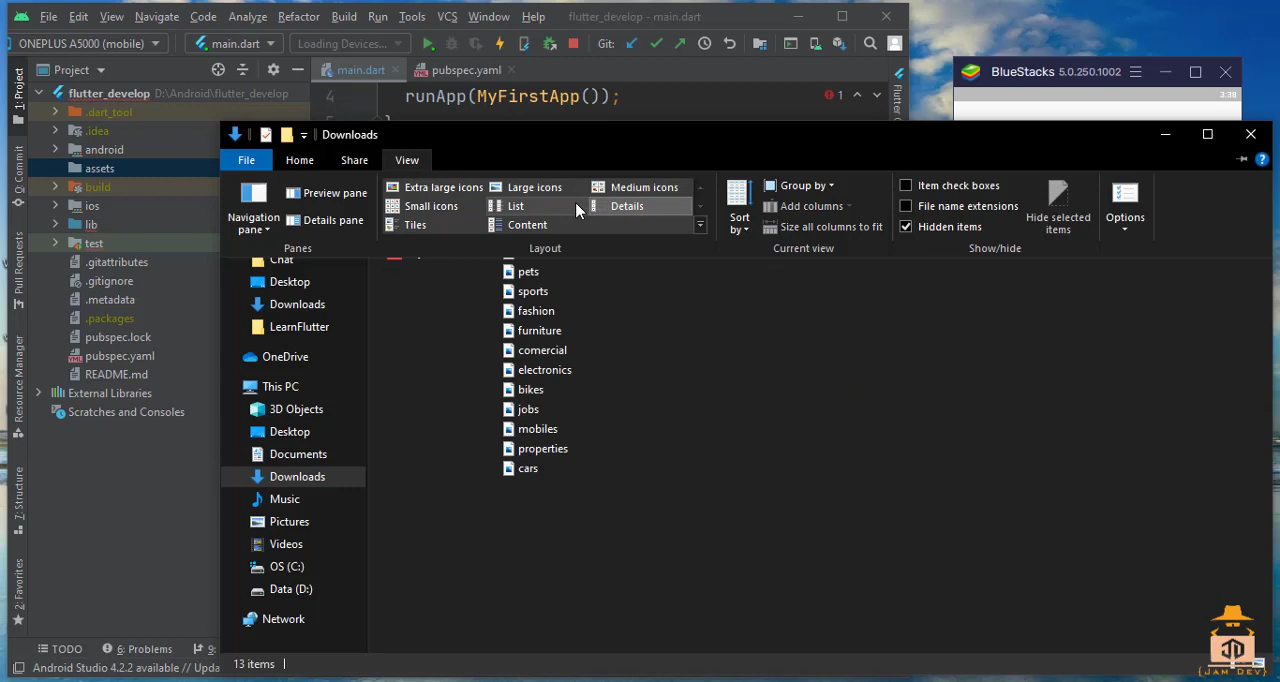 File Edit View Navigate Code Analyze Refactor Build Run Tools VCS Window Help flutter_develop - main.dart
ONEPLUS A5000 (mobile) main.dart Loading Devices... Git:
Project main.dart pubspec.yaml
BlueStacks 5.0.250.1002
3:38
1: Project
Commit
Pull Requests
Resource Manager
Z: Structure
2: Favorites
flutter_develop D:\Android\flutter_develop
.dart_tool
.idea
android
assets
build
ios
lib
test
.gitattributes
.gitignore
.metadata
.packages
pubspec.lock
pubspec.yaml
README.md
External Libraries
Scratches and Consoles
4 runApp(MyFirstApp());
1
Flutter
Downloads
File Home Share View
Navigation pane
Preview pane
Details pane
Panes
Extra large icons Large icons Medium icons
Small icons List Details
Tiles Content
Layout
Sort by
Group by
Add columns
Size all columns to fit
Current view
Item check boxes
File name extensions
Hidden items
Hide selected items
Show/hide
Options
Chat
Desktop
Downloads
LearnFlutter
OneDrive
This PC
3D Objects
Desktop
Documents
Downloads
Music
Pictures
Videos
OS (C:)
Data (D:)
Network
pets
sports
fashion
furniture
comercial
electronics
bikes
jobs
mobiles
properties
cars
13 items
TODO 6: Problems 9:
Android Studio 4.2.2 available // Upda
{JAM DEV}